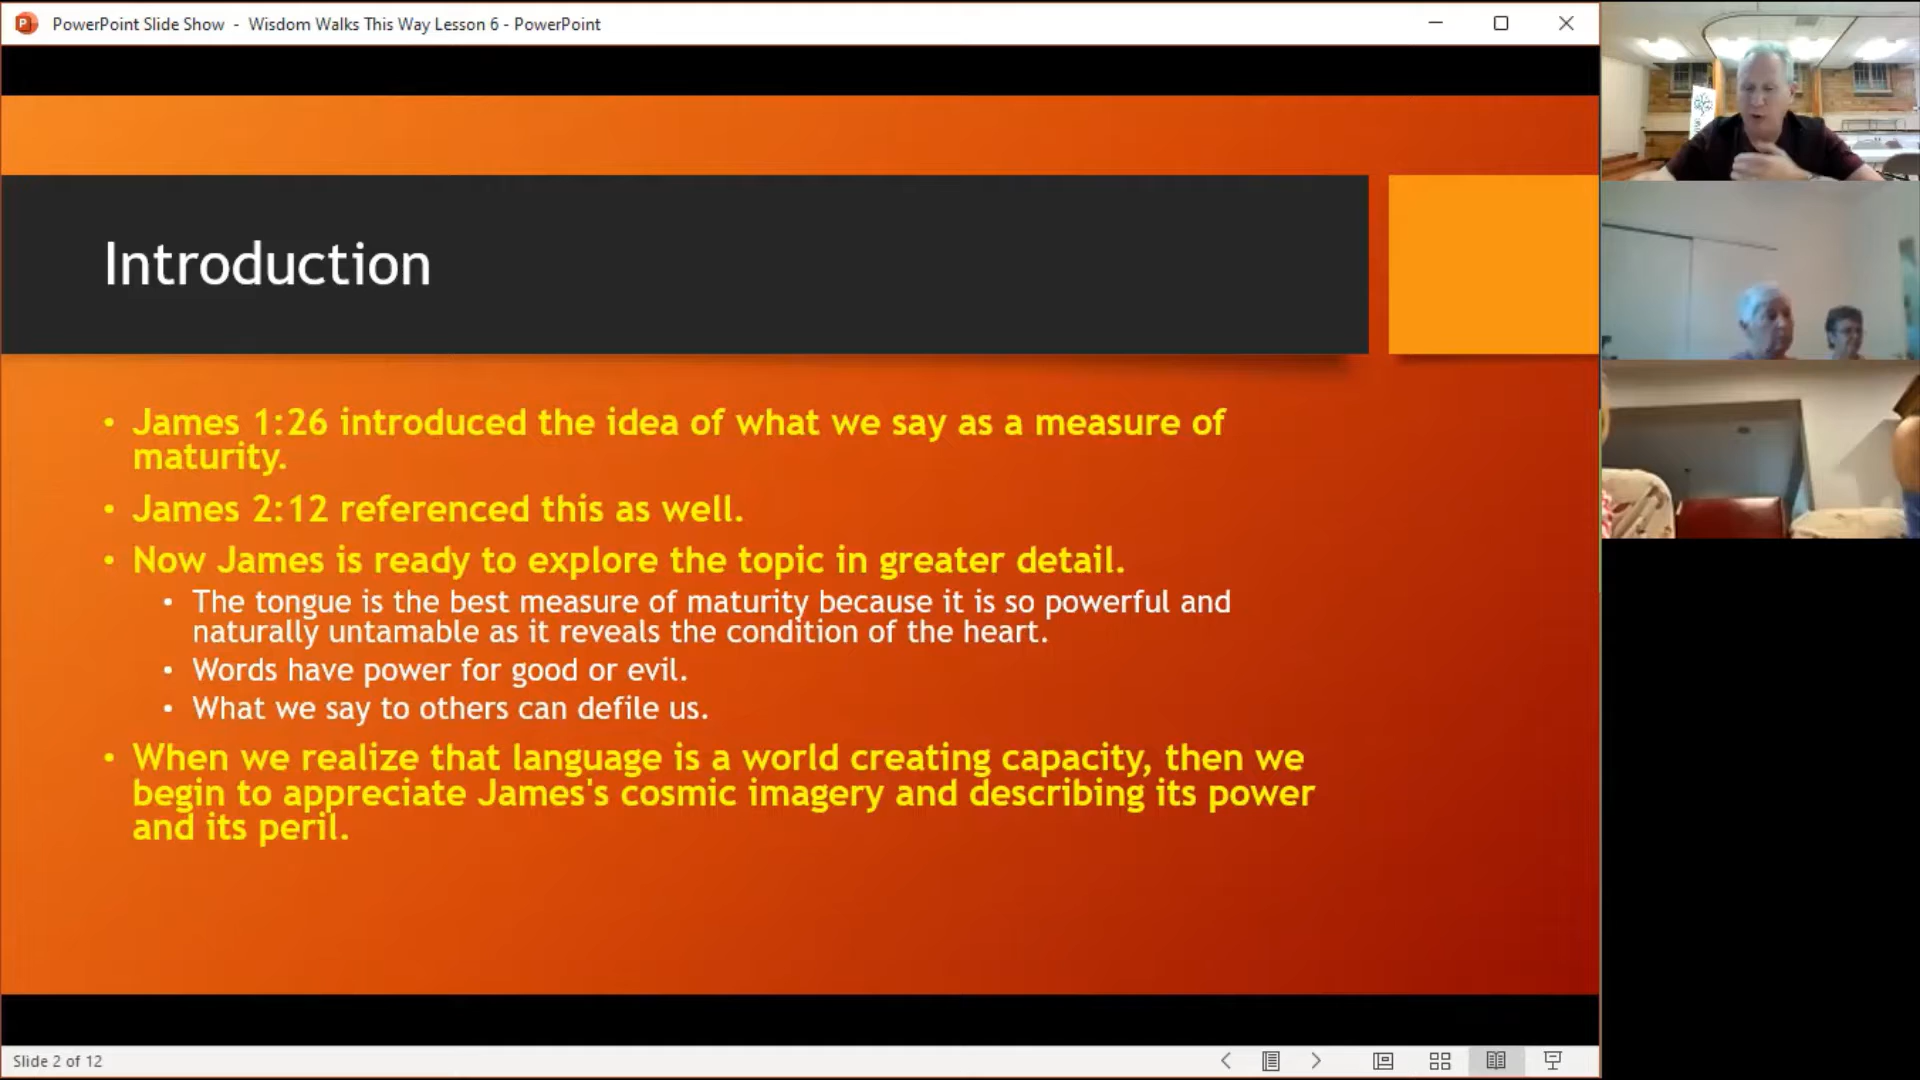 PowerPoint Slide Show - Wisdom Walks This Way Lesson 6 - PowerPoint
Introduction
• James 1:26 introduced the idea of what we say as a measure of
maturity.
• James 2:12 referenced this as well.
• Now James is ready to explore the topic in greater detail.
• The tongue is the best measure of maturity because it is so powerful and
naturally untamable as it reveals the condition of the heart.
• Words have power for good or evil.
• What we say to others can defile us.
• When we realize that language is a world creating capacity, then we
begin to appreciate James's cosmic imagery and describing its power
and its peril.
Slide 2 of 12